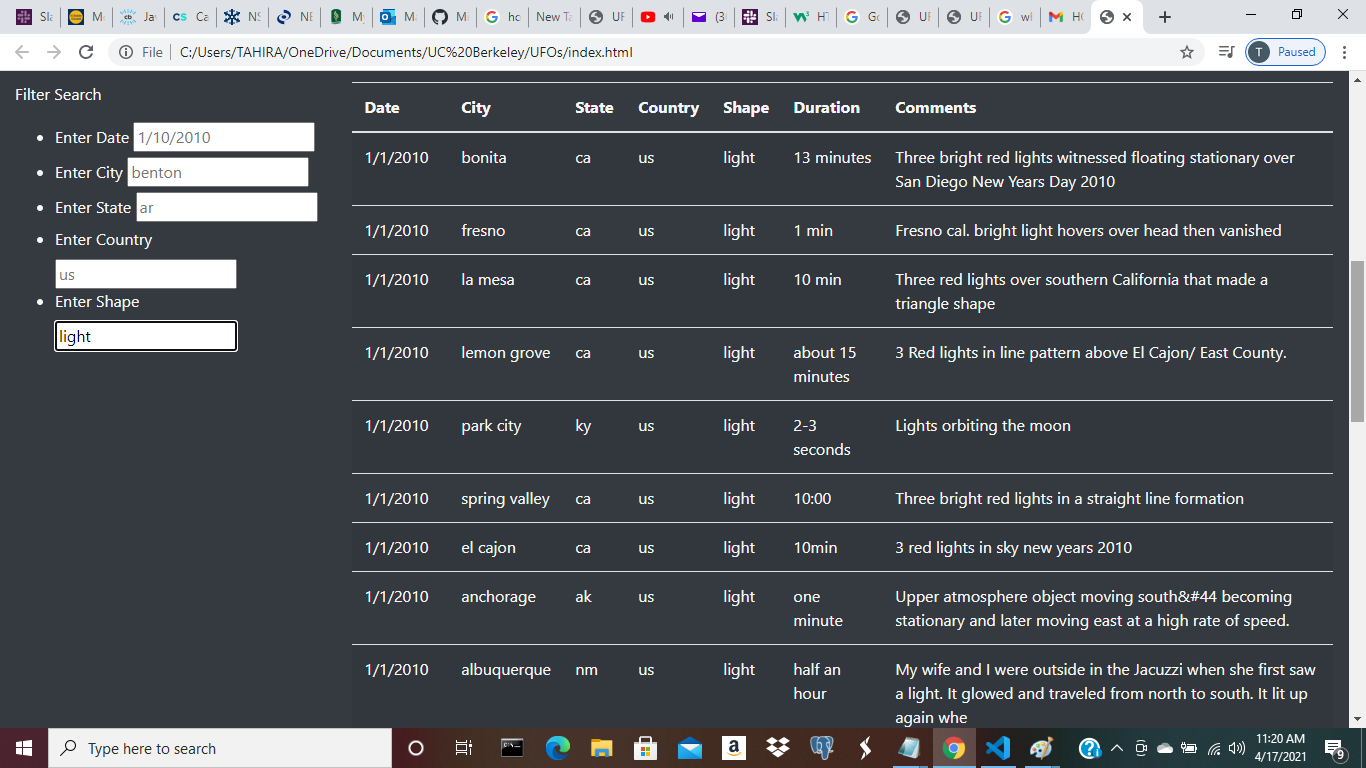 Sla Me Jav Ca NS NE My Ma Mi ho New Ta UF (3 Sla HT Go UF UF wh HO
File C:/Users/TAHIRA/OneDrive/Documents/UC%20Berkeley/UFOs/index.html T Paused
Filter Search
Enter Date 1/10/2010
Enter City benton
Enter State ar
Enter Country
us
Enter Shape
light
Date City State Country Shape Duration Comments
1/1/2010 bonita ca us light 13 minutes Three bright red lights witnessed floating stationary over
San Diego New Years Day 2010
1/1/2010 fresno ca us light 1 min Fresno cal. bright light hovers over head then vanished
1/1/2010 la mesa ca us light 10 min Three red lights over southern California that made a
triangle shape
1/1/2010 lemon grove ca us light about 15 3 Red lights in line pattern above El Cajon/ East County.
minutes
1/1/2010 park city ky us light 2-3 Lights orbiting the moon
seconds
1/1/2010 spring valley ca us light 10:00 Three bright red lights in a straight line formation
1/1/2010 el cajon ca us light 10min 3 red lights in sky new years 2010
1/1/2010 anchorage ak us light one Upper atmosphere object moving south&#44 becoming
minute stationary and later moving east at a high rate of speed.
1/1/2010 albuquerque nm us light half an My wife and I were outside in the Jacuzzi when she first saw
hour a light. It glowed and traveled from north to south. It lit up
again whe
Type here to search 11:20 AM
4/17/2021 9